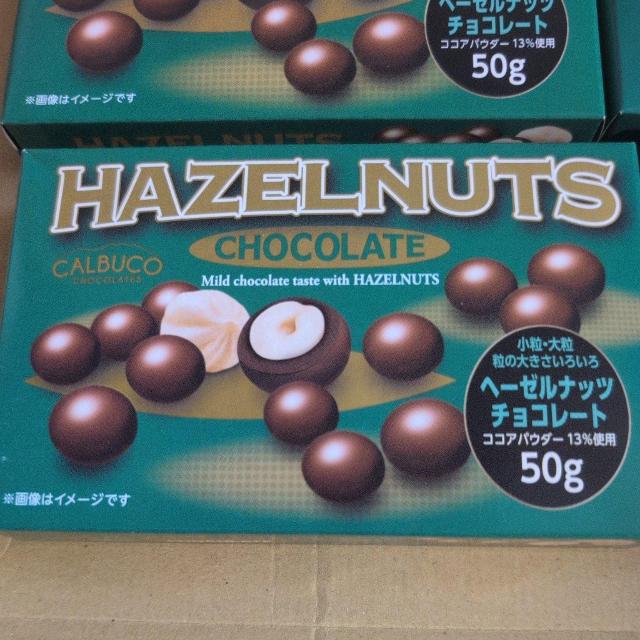 ヘーゼルナッツ
チョコレート
ココアパウダー 13%使用
50g
※画像はイメージです
HAZELNUTS
HAZELNUTS
CHOCOLATE
CALBUCO
CHOCOLATES
Mild chocolate taste with HAZELNUTS
小粒・大粒
粒の大きさいろいろ
ヘーゼルナッツ
チョコレート
ココアパウダー 13%使用
50g
※画像はイメージです